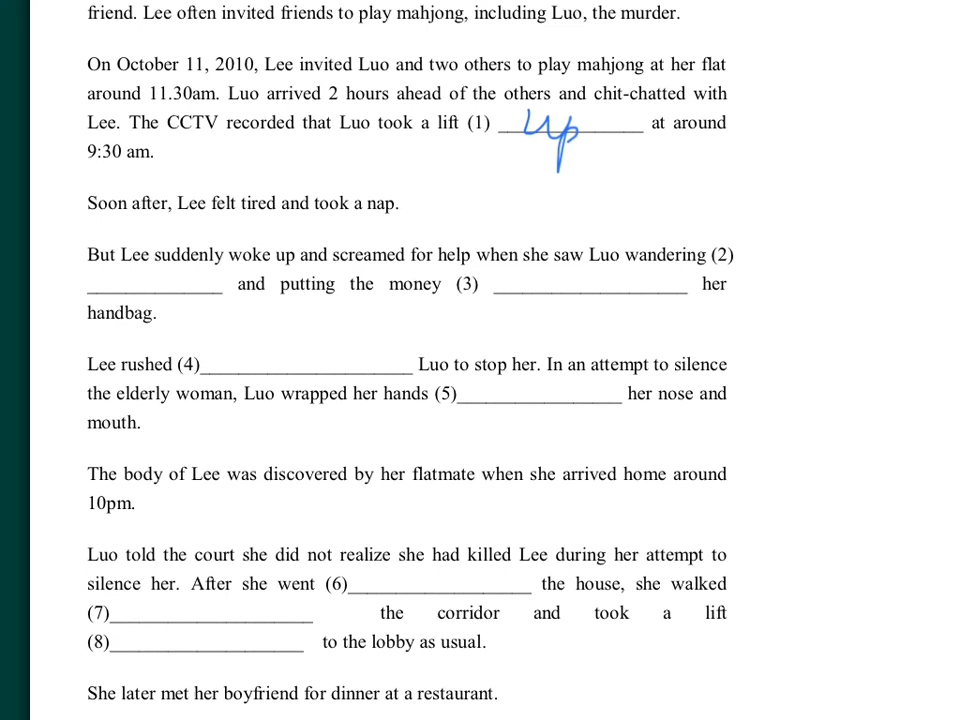 friend. Lee often invited friends to play mahjong, including Luo, the murder.
On October 11, 2010, Lee invited Luo and two others to play mahjong at her flat
around 11.30am. Luo arrived 2 hours ahead of the others and chit-chatted with
Lee. The CCTV recorded that Luo took a lift (1) ___up___ at around
9:30 am.
Soon after, Lee felt tired and took a nap.
But Lee suddenly woke up and screamed for help when she saw Luo wandering (2)
______________ and putting the money (3) ____________________ her
handbag.
Lee rushed (4)______________________ Luo to stop her. In an attempt to silence
the elderly woman, Luo wrapped her hands (5)_________________ her nose and
mouth.
The body of Lee was discovered by her flatmate when she arrived home around
10pm.
Luo told the court she did not realize she had killed Lee during her attempt to
silence her. After she went (6)___________________ the house, she walked
(7)_____________________ the corridor and took a lift
(8)____________________ to the lobby as usual.
She later met her boyfriend for dinner at a restaurant.